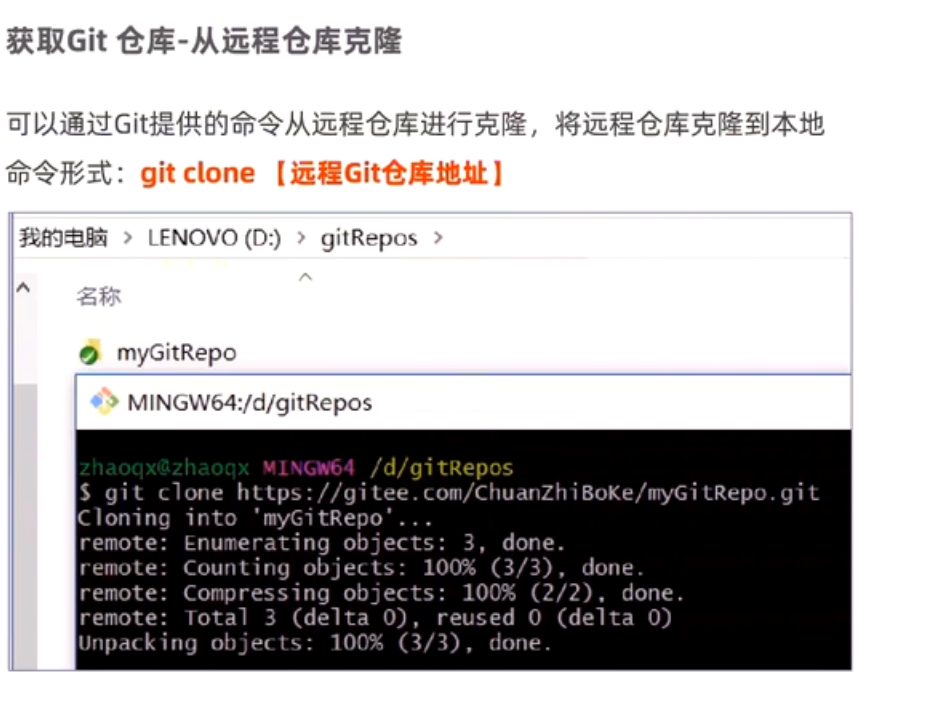 获取Git 仓库-从远程仓库克隆
可以通过Git提供的命令从远程仓库进行克隆，将远程仓库克隆到本地
命令形式：git clone 【远程Git仓库地址】
我的电脑 > LENOVO (D:) > gitRepos >
名称
myGitRepo
MINGW64:/d/gitRepos
zhaoqx@zhaoqx MINGW64 /d/gitRepos
$ git clone https://gitee.com/ChuanZhiBoKe/myGitRepo.git
Cloning into 'myGitRepo'...
remote: Enumerating objects: 3, done.
remote: Counting objects: 100% (3/3), done.
remote: Compressing objects: 100% (2/2), done.
remote: Total 3 (delta 0), reused 0 (delta 0)
Unpacking objects: 100% (3/3), done.